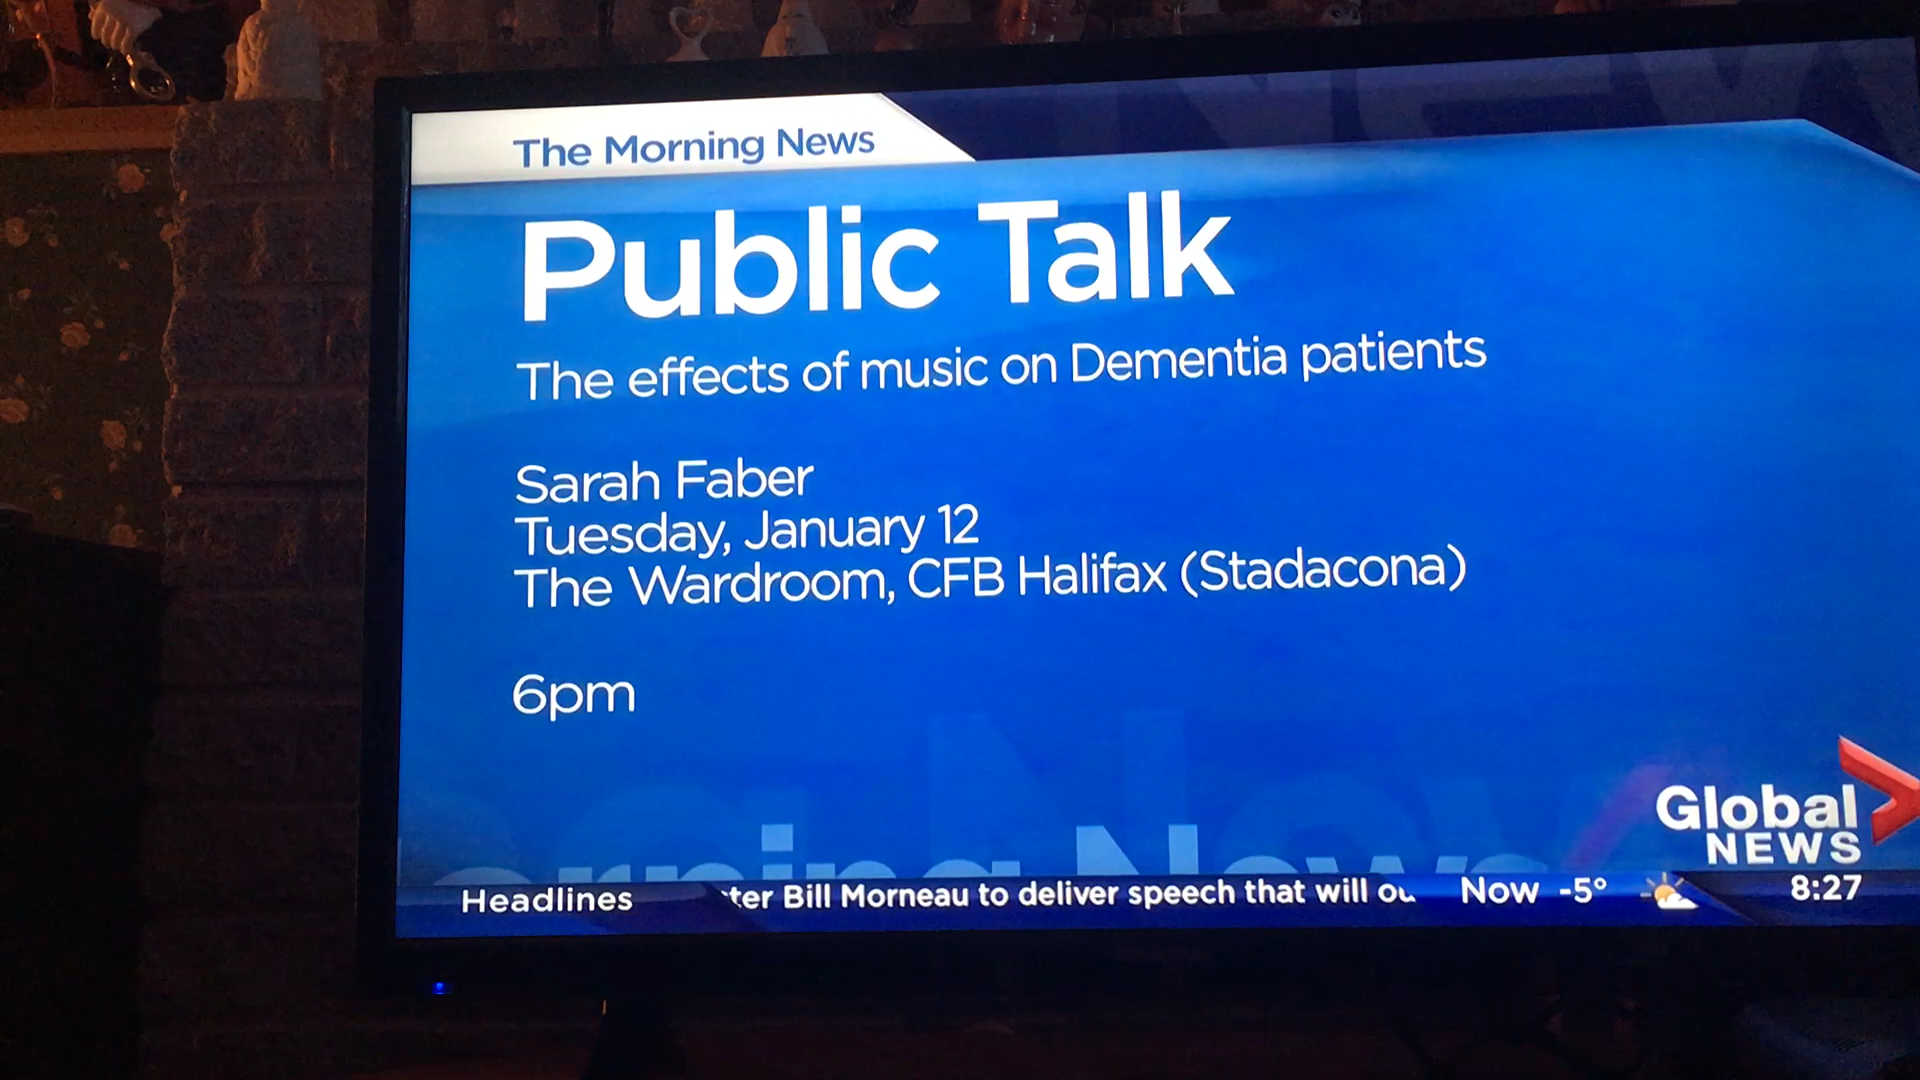 The Morning News
Public Talk
The effects of music on Dementia patients
Sarah Faber
Tuesday, January 12
The Wardroom, CFB Halifax (Stadacona)
6pm
Global
NEWS
Headlines Bill Morneau to deliver speech that will Now -5° 8:27